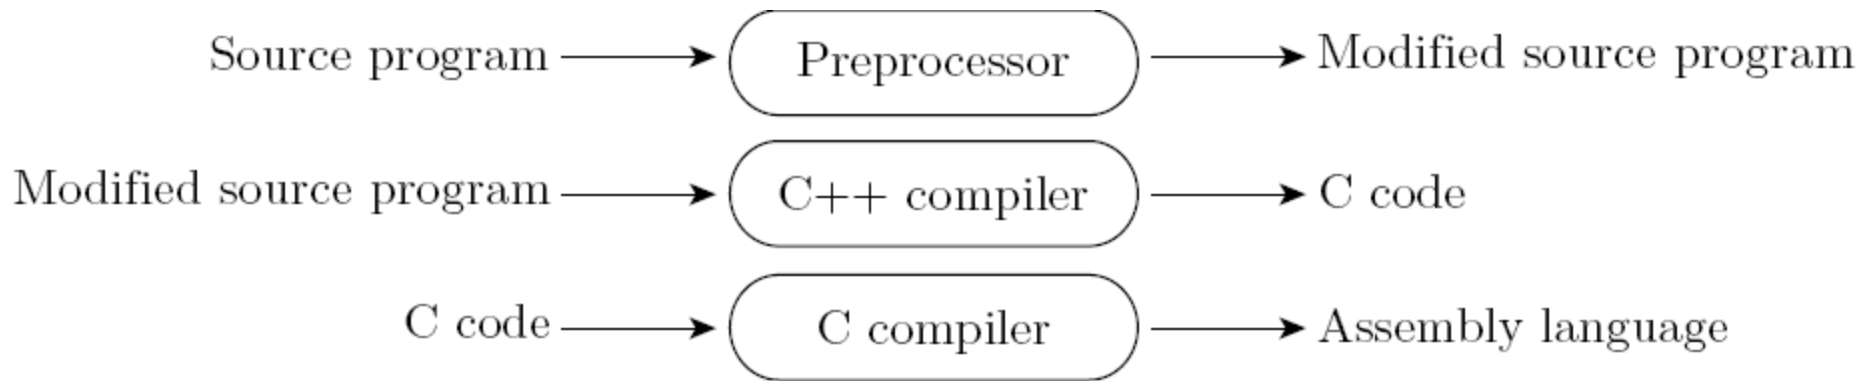 Source program Preprocessor Modified source program
Modified source program C++ compiler C code
C code C compiler Assembly language